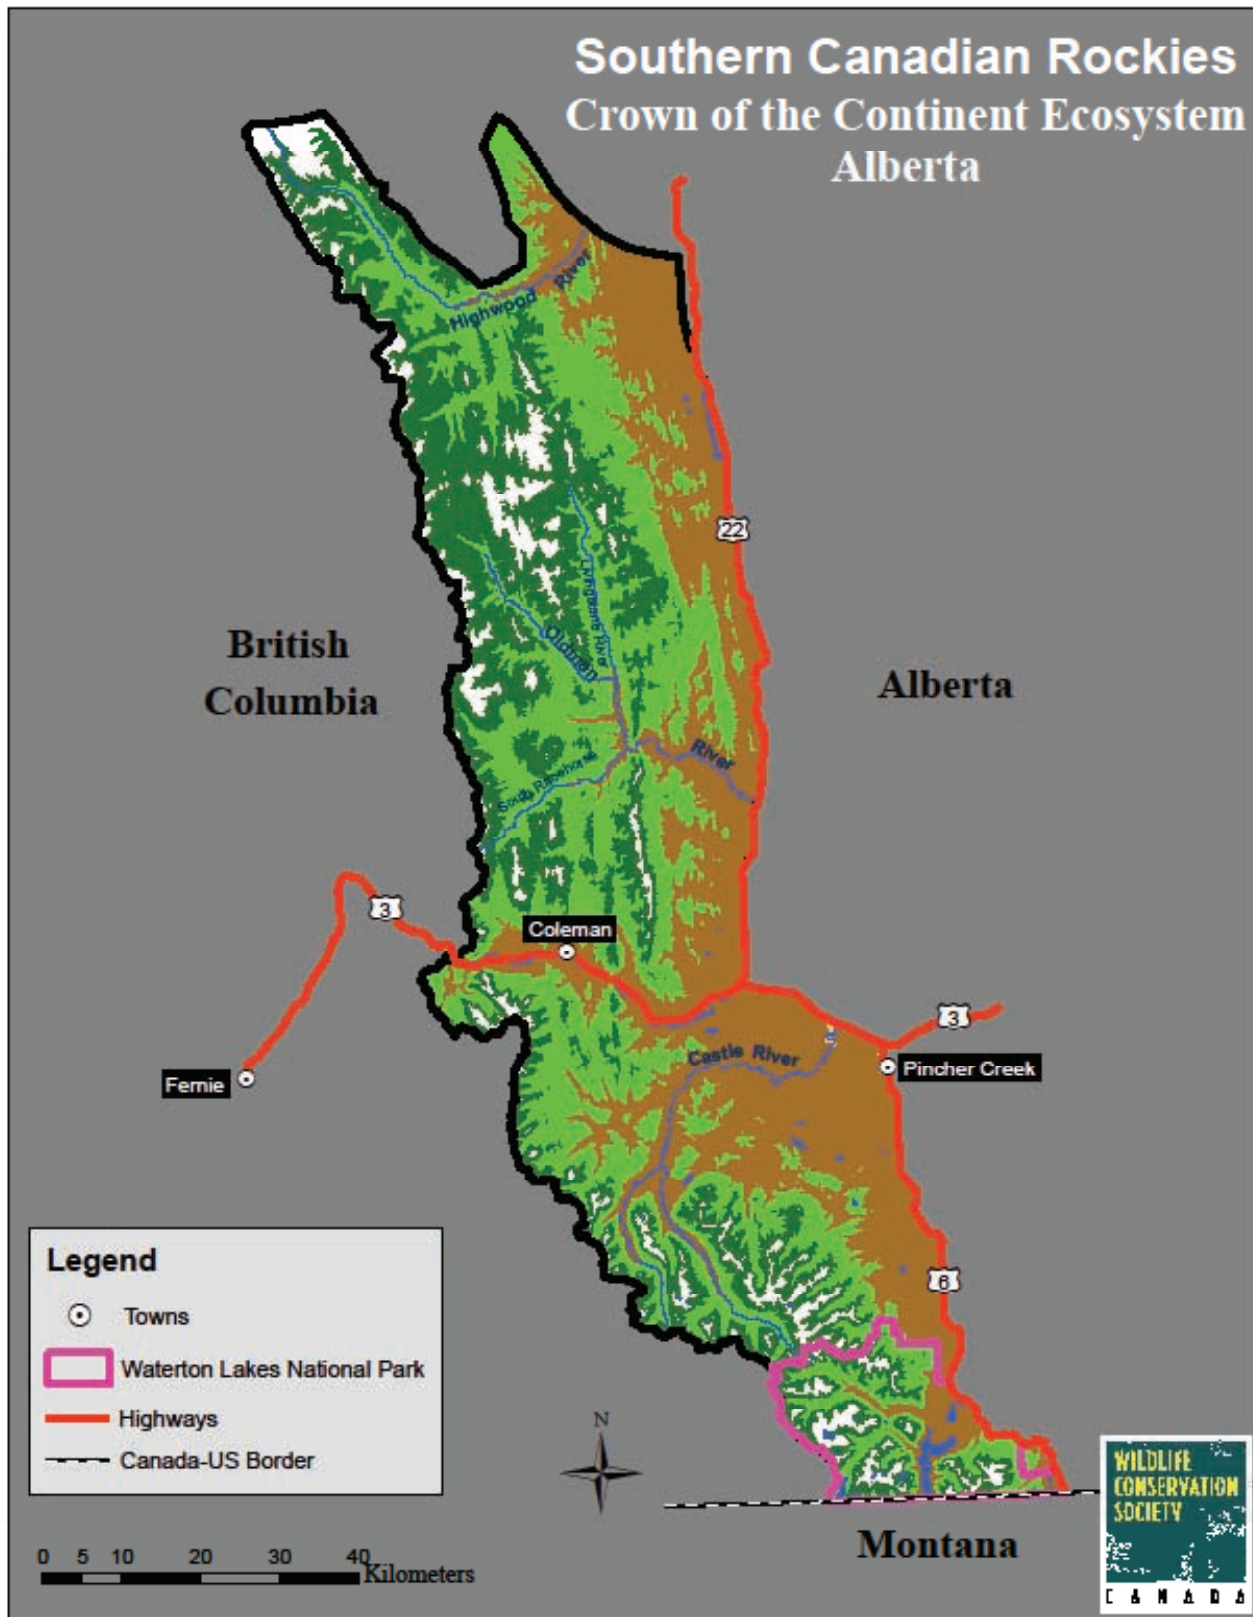 Southern Canadian Rockies
Crown of the Continent Ecosystem
Alberta
Highwood River
22
Livingstone River
Oldman
British
Columbia
Alberta
River
South Racehorse
3
Coleman
3
Castle River
Fernie
Pincher Creek
6
Legend
Towns
Waterton Lakes National Park
Highways
Canada-US Border
N
0 5 10 20 30 40
Kilometers
Montana
WILDLIFE
CONSERVATION
SOCIETY
CANADA